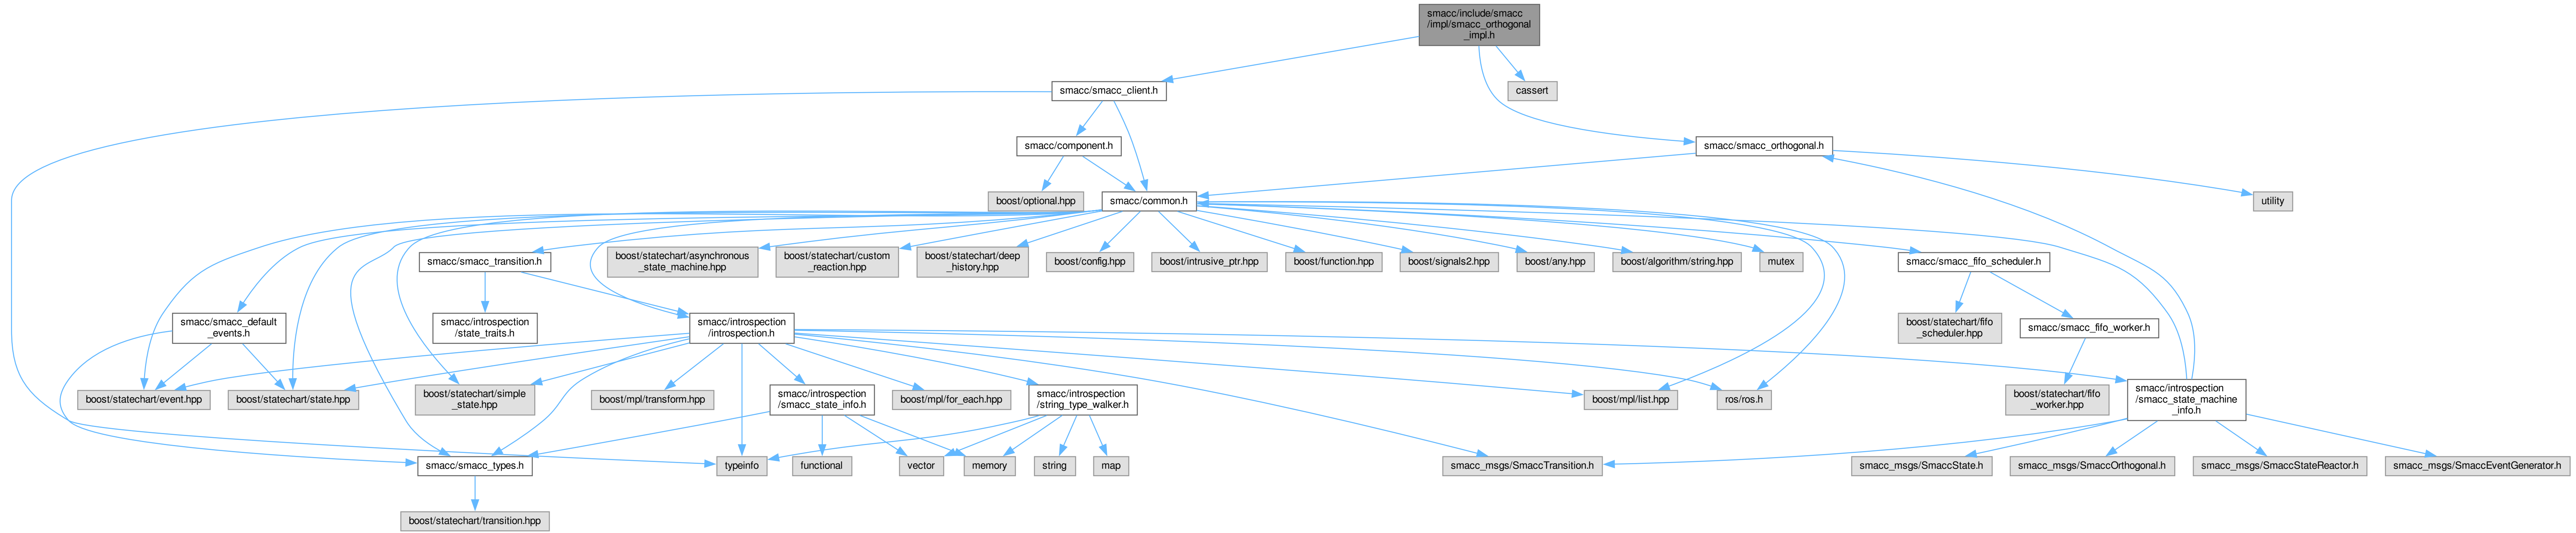 smacc/include/smacc
/impl/smacc_orthogonal
_impl.h
smacc/smacc_client.h
cassert
smacc/component.h
smacc/smacc_orthogonal.h
boost/optional.hpp
smacc/common.h
utility
smacc/smacc_transition.h
boost/statechart/asynchronous
_state_machine.hpp
boost/statechart/custom
_reaction.hpp
boost/statechart/deep
_history.hpp
boost/config.hpp
boost/intrusive_ptr.hpp
boost/function.hpp
boost/signals2.hpp
boost/any.hpp
boost/algorithm/string.hpp
mutex
smacc/smacc_fifo_scheduler.h
smacc/smacc_default
_events.h
smacc/introspection
/state_traits.h
smacc/introspection
/introspection.h
boost/statechart/fifo
_scheduler.hpp
smacc/smacc_fifo_worker.h
boost/statechart/event.hpp
boost/statechart/state.hpp
boost/statechart/simple
_state.hpp
boost/mpl/transform.hpp
smacc/introspection
/smacc_state_info.h
boost/mpl/for_each.hpp
smacc/introspection
/string_type_walker.h
boost/mpl/list.hpp
ros/ros.h
boost/statechart/fifo
_worker.hpp
smacc/introspection
/smacc_state_machine
_info.h
smacc/smacc_types.h
typeinfo
functional
vector
memory
string
map
smacc_msgs/SmaccTransition.h
smacc_msgs/SmaccState.h
smacc_msgs/SmaccOrthogonal.h
smacc_msgs/SmaccStateReactor.h
smacc_msgs/SmaccEventGenerator.h
boost/statechart/transition.hpp